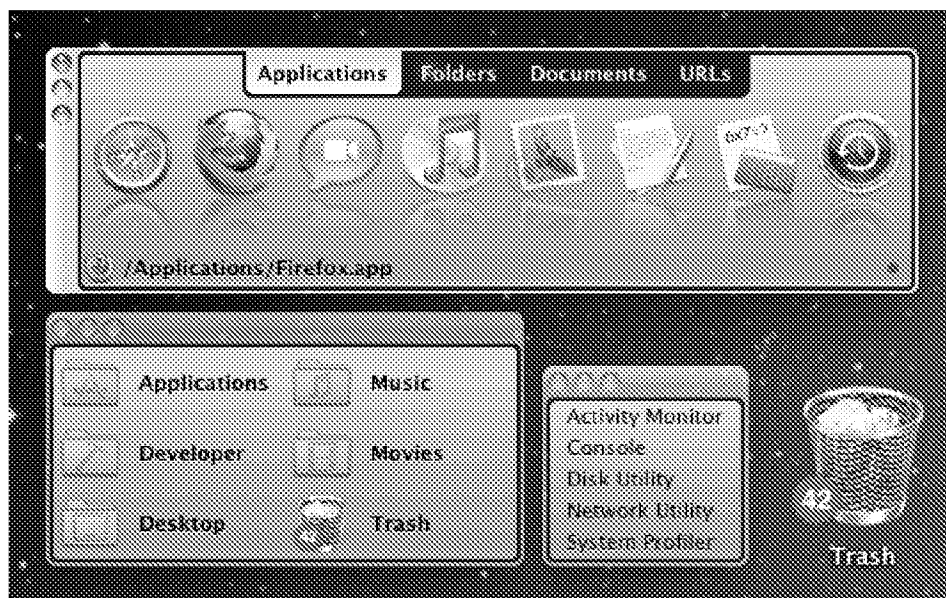 Applications Folders Documents URLs
/Applications/Firefox.app
Applications Music
Developer Movies
Desktop Trash
Activity Monitor
Console
Disk Utility
Network Utility
System Profiler
42
Trash